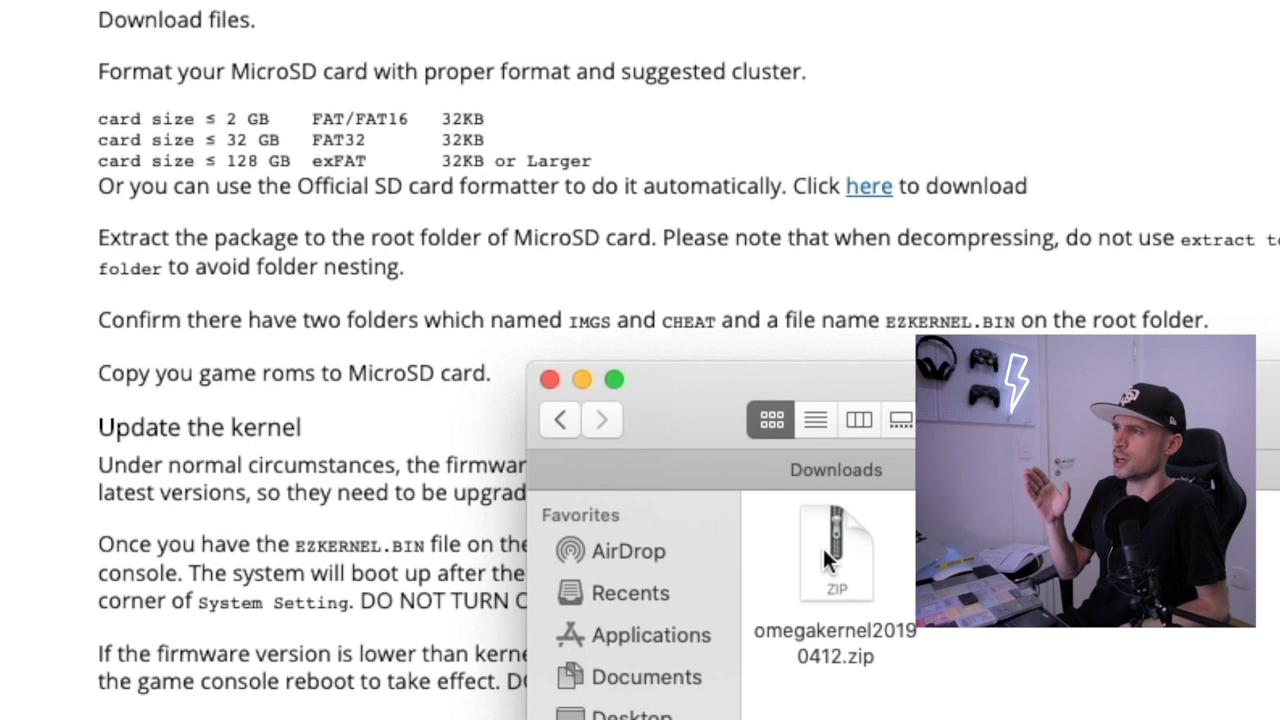 Download files.
Format your MicroSD card with proper format and suggested cluster.
card size ≤ 2 GB FAT/FAT16 32KB
card size ≤ 32 GB FAT32 32KB
card size ≤ 128 GB exFAT 32KB or Larger
Or you can use the Official SD card formatter to do it automatically. Click here to download
Extract the package to the root folder of MicroSD card. Please note that when decompressing, do not use extract
folder to avoid folder nesting.
Confirm there have two folders which named IMGS and CHEAT and a file name EZKERNEL.BIN on the root folder.
Copy you game roms to MicroSD card.
Update the kernel
Under normal circumstances, the
latest versions, so they need to be
Once you have the EZKERNEL.BIN file on the
console. The system will boot up after the
corner of System Setting. DO NOT TURN
If the firmware version is lower than
the game console reboot to take effect.
Downloads
Favorites
AirDrop
Recents
Applications
Documents
Desktop
ZIP
omegakernel2019
0412.zip